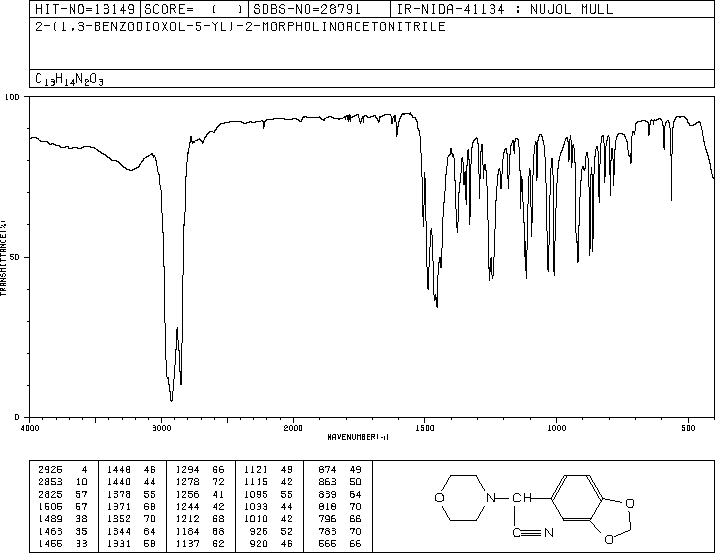 HIT-NO=13149 SCORE= ( ) SDBS-NO=28791 IR-NIDA-41134 : NUJOL MULL
2-(1,3-BENZODIOXOL-5-YL)-2-MORPHOLINOACETONITRILE
C13H14N2O3
100
50
0
TRANSMITTANCE(%)
4000 3000 2000 1500 1000 500
WAVENUMBER(-1)
2925 4 1448 46 1294 66 1121 49 874 49
2853 10 1440 44 1278 72 1115 42 863 50
2825 57 1378 55 1256 41 1095 55 839 64
1505 57 1371 68 1244 42 1033 44 818 70
1489 38 1352 70 1212 68 1010 42 796 66
1463 35 1344 64 1184 68 926 52 783 70
1455 33 1331 58 1137 62 920 46 565 66
O N CH C≡N O O